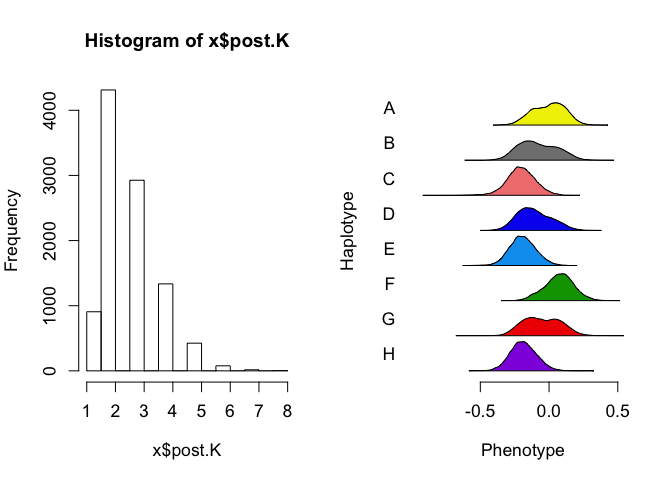 Histogram of x$post.K
Frequency
0
1000
2000
3000
4000
1 2 3 4 5 6 7 8
x$post.K
Haplotype
A
B
C
D
E
F
G
H
-0.5 0.0 0.5
Phenotype